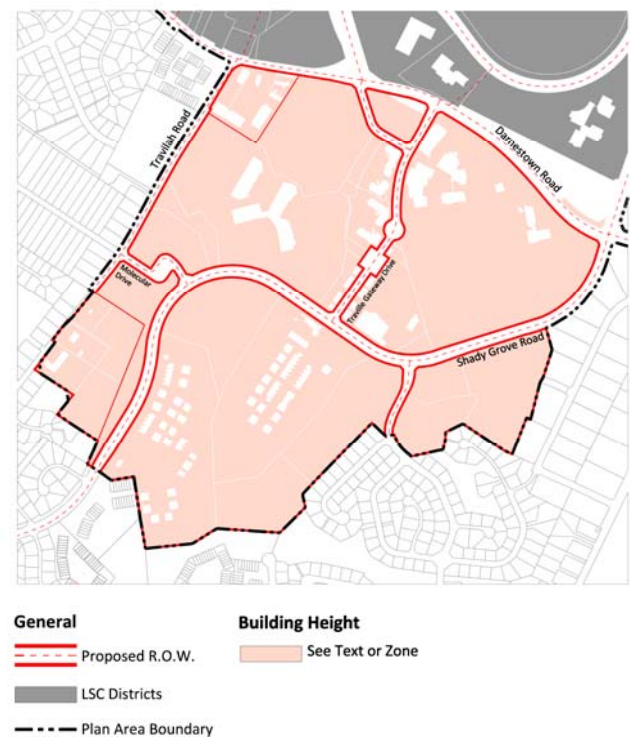 Travilah Road
Darnestown Road
Molecular
Drive
Traville Gateway Drive
Shady Grove Road
General
Proposed R.O.W.
LSC Districts
Plan Area Boundary
Building Height
See Text or Zone